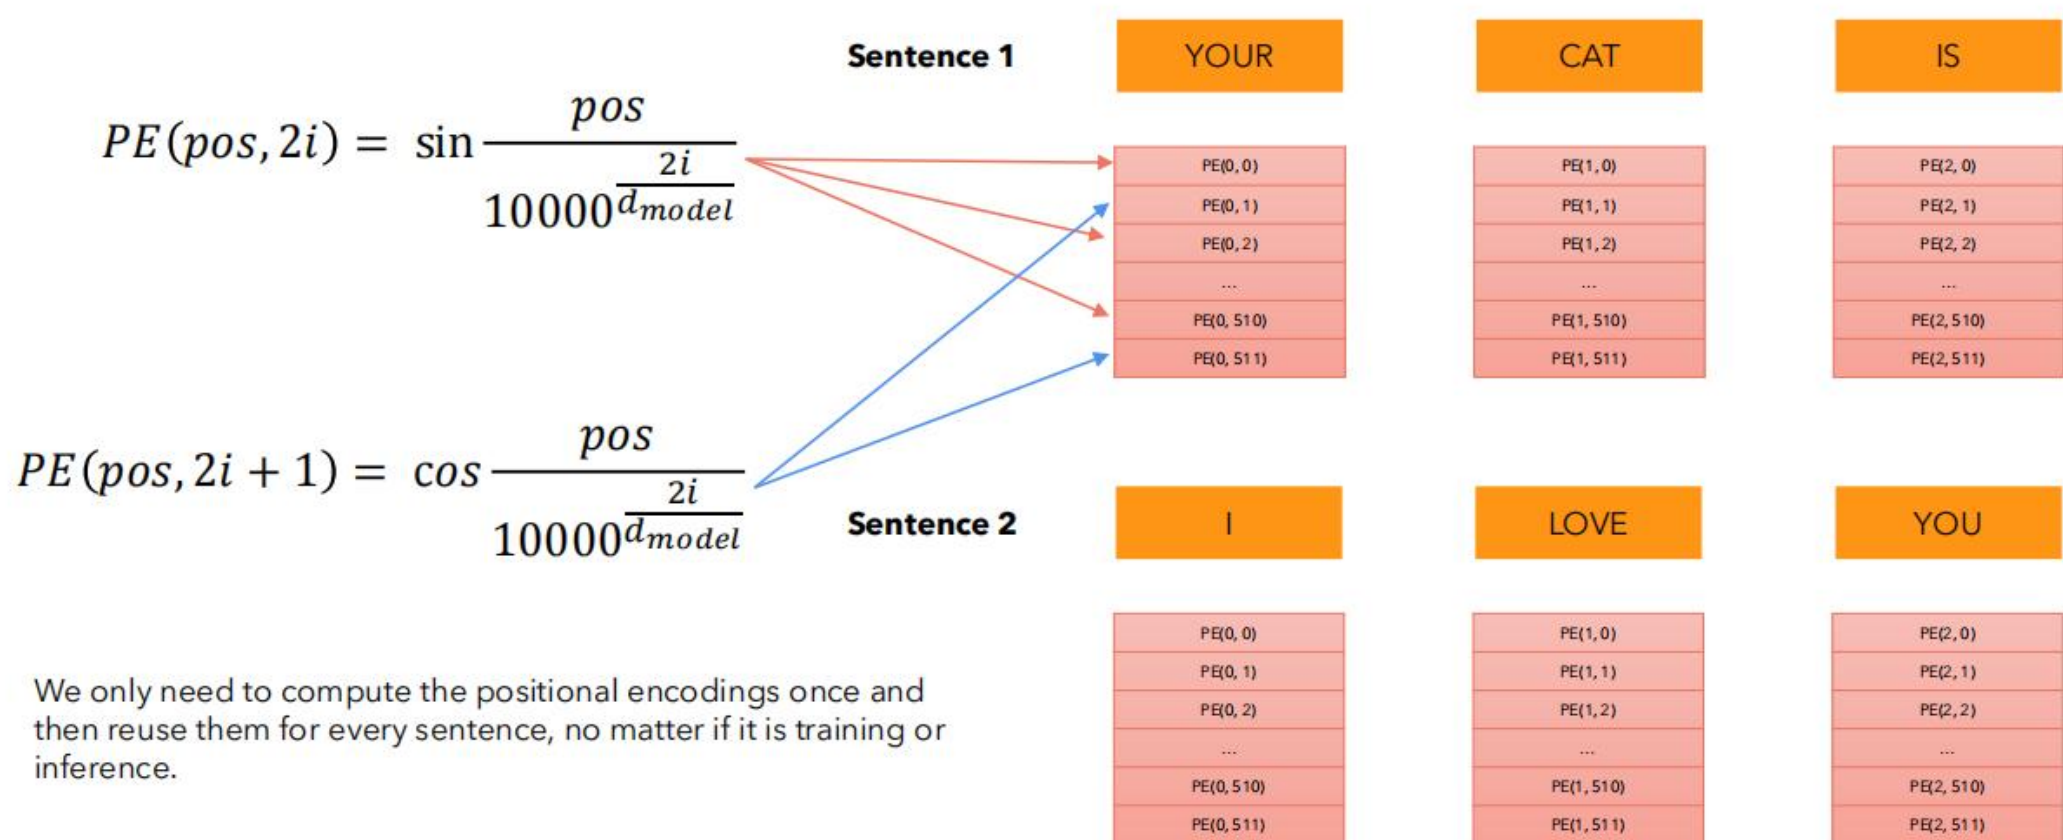 Sentence 1
YOUR CAT IS
PE(pos, 2i) = sin pos / 10000^(2i / d_model)
PE(0, 0) PE(1, 0) PE(2, 0)
PE(0, 1) PE(1, 1) PE(2, 1)
PE(0, 2) PE(1, 2) PE(2, 2)
... ... ...
PE(0, 510) PE(1, 510) PE(2, 510)
PE(0, 511) PE(1, 511) PE(2, 511)
PE(pos, 2i + 1) = cos pos / 10000^(2i / d_model)
Sentence 2
I LOVE YOU
PE(0, 0) PE(1, 0) PE(2, 0)
PE(0, 1) PE(1, 1) PE(2, 1)
PE(0, 2) PE(1, 2) PE(2, 2)
... ... ...
PE(0, 510) PE(1, 510) PE(2, 510)
PE(0, 511) PE(1, 511) PE(2, 511)
We only need to compute the positional encodings once and
then reuse them for every sentence, no matter if it is training or
inference.